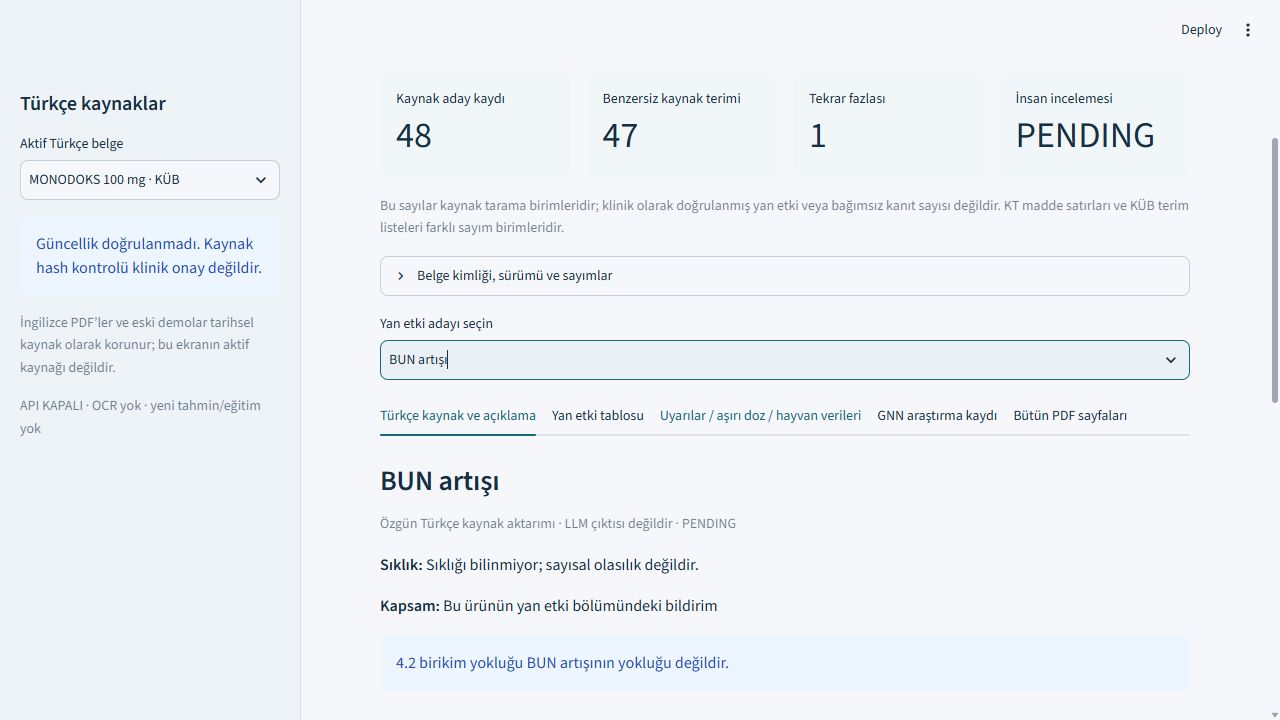 Deploy
Türkçe kaynaklar
Aktif Türkçe belge
MONODOKS 100 mg · KÜB
Güncellik doğrulanmadı. Kaynak
hash kontrolü klinik onay değildir.
İngilizce PDF'ler ve eski demolar tarihsel
kaynak olarak korunur; bu ekranın aktif
kaynağı değildir.
API KAPALI · OCR yok · yeni tahmin/eğitim
yok
Kaynak aday kaydı
48
Benzersiz kaynak terimi
47
Tekrar fazlası
1
İnsan incelemesi
PENDING
Bu sayılar kaynak tarama birimleridir; klinik olarak doğrulanmış yan etki veya bağımsız kanıt sayısı değildir. KT madde satırları ve KÜB terim
listeleri farklı sayım birimleridir.
Belge kimliği, sürümü ve sayımlar
Yan etki adayı seçin
BUN artışı
Türkçe kaynak ve açıklama Yan etki tablosu Uyarılar / aşırı doz / hayvan verileri GNN araştırma kaydı Bütün PDF sayfaları
BUN artışı
Özgün Türkçe kaynak aktarımı · LLM çıktısı değildir · PENDING
Sıklık: Sıklığı bilinmiyor; sayısal olasılık değildir.
Kapsam: Bu ürünün yan etki bölümündeki bildirim
4.2 birikim yokluğu BUN artışının yokluğu değildir.